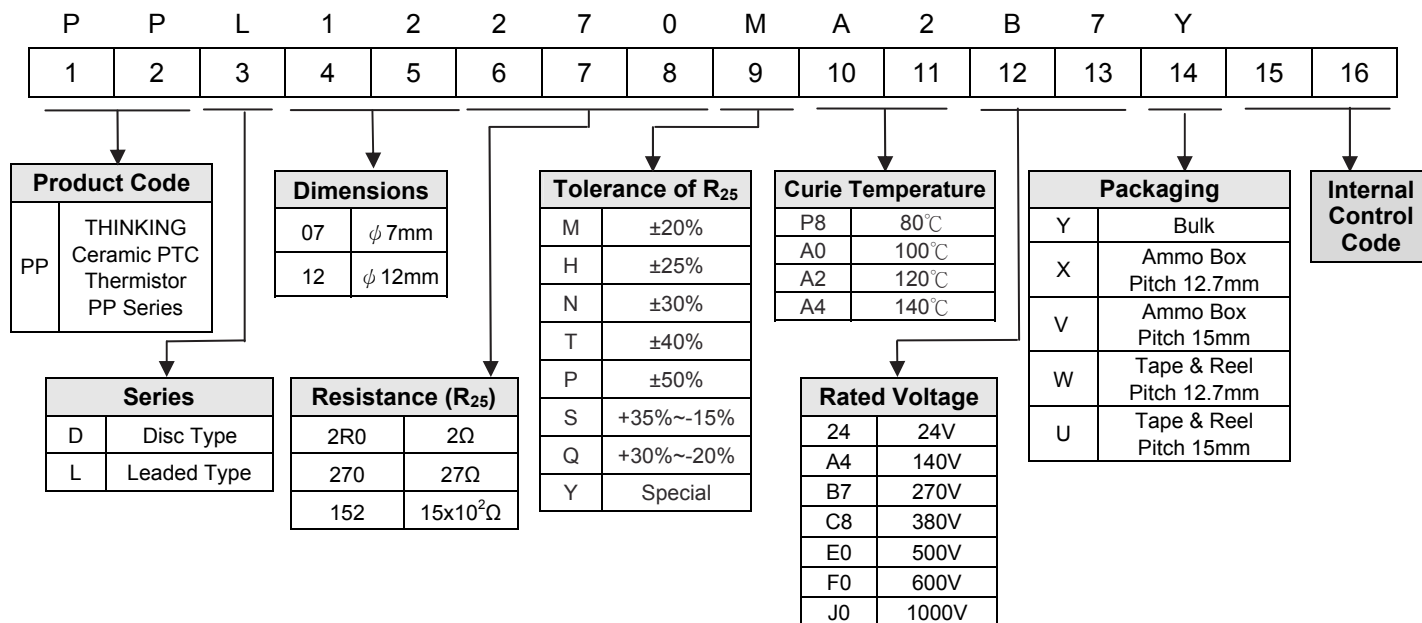 P P L 1 2 2 7 0 M A 2 B 7 Y
1 2 3 4 5 6 7 8 9 10 11 12 13 14 15 16
Product Code
PP THINKING
Ceramic PTC
Thermistor
PP Series
Dimensions
07 ϕ 7mm
12 ϕ 12mm
Tolerance of R₂₅
M ±20%
H ±25%
N ±30%
T ±40%
P ±50%
S +35%~-15%
Q +30%~-20%
Y Special
Curie Temperature
P8 80℃
A0 100℃
A2 120℃
A4 140℃
Packaging
Y Bulk
X Ammo Box
Pitch 12.7mm
V Ammo Box
Pitch 15mm
W Tape & Reel
Pitch 12.7mm
U Tape & Reel
Pitch 15mm
Internal
Control
Code
Series
D Disc Type
L Leaded Type
Resistance (R₂₅)
2R0 2Ω
270 27Ω
152 15x10²Ω
Rated Voltage
24 24V
A4 140V
B7 270V
C8 380V
E0 500V
F0 600V
J0 1000V